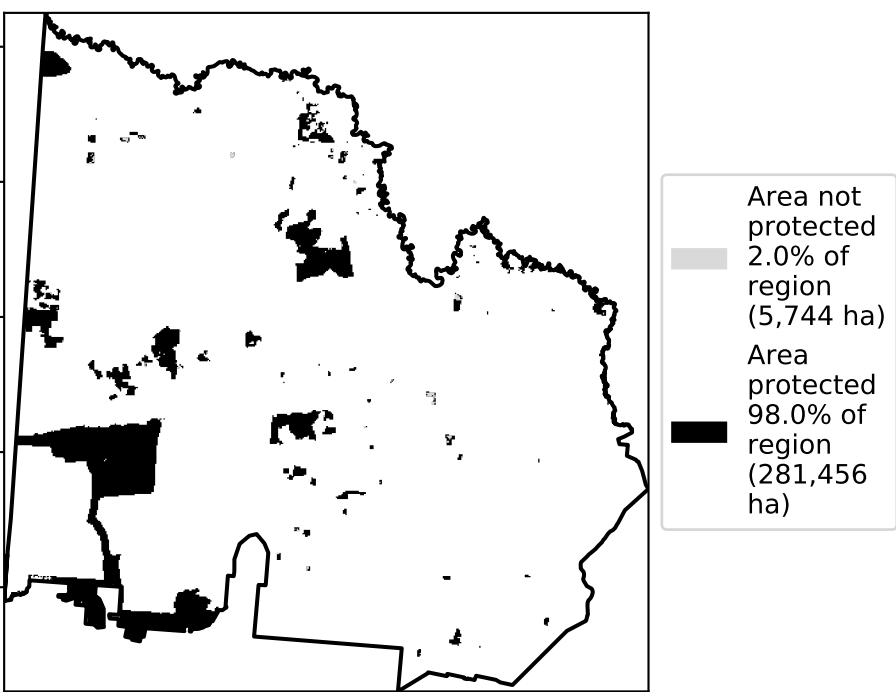 Area not
protected
2.0% of
region
(5,744 ha)
Area
protected
98.0% of
region
(281,456
ha)